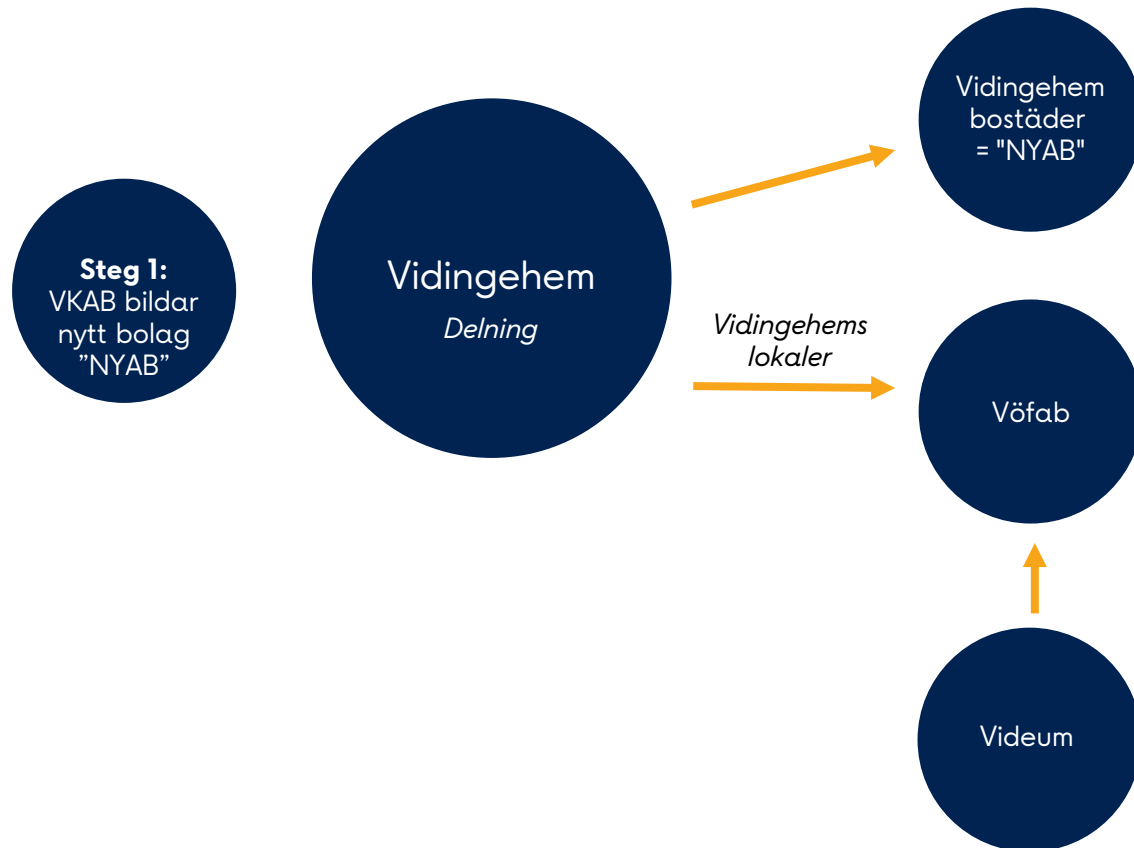 Steg 1:
VKAB bildar
nytt bolag
”NYAB”
Vidingehem
Delning
Vidingehems
lokaler
Vidingehem
bostäder
= "NYAB"
Vöfab
Videum